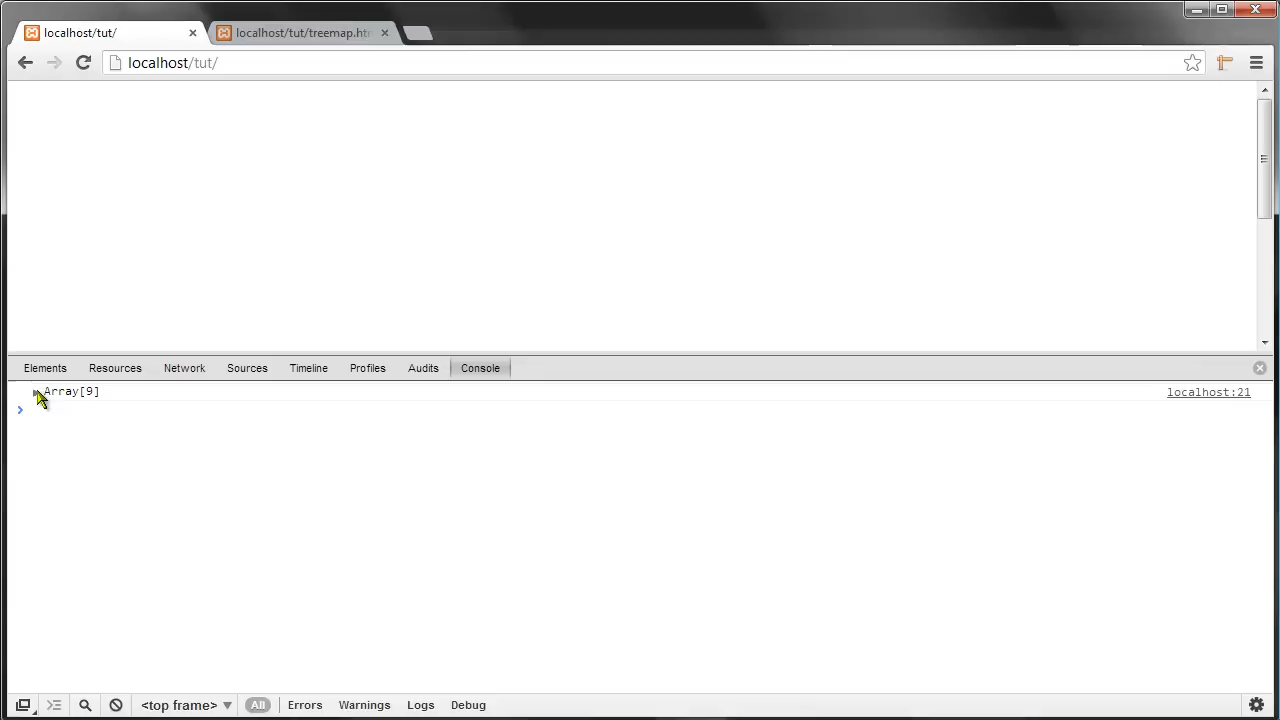 localhost/tut/
localhost/tut/treemap.htm
localhost/tut/
Elements Resources Network Sources Timeline Profiles Audits Console
Array[9] localhost:21
<top frame> All Errors Warnings Logs Debug